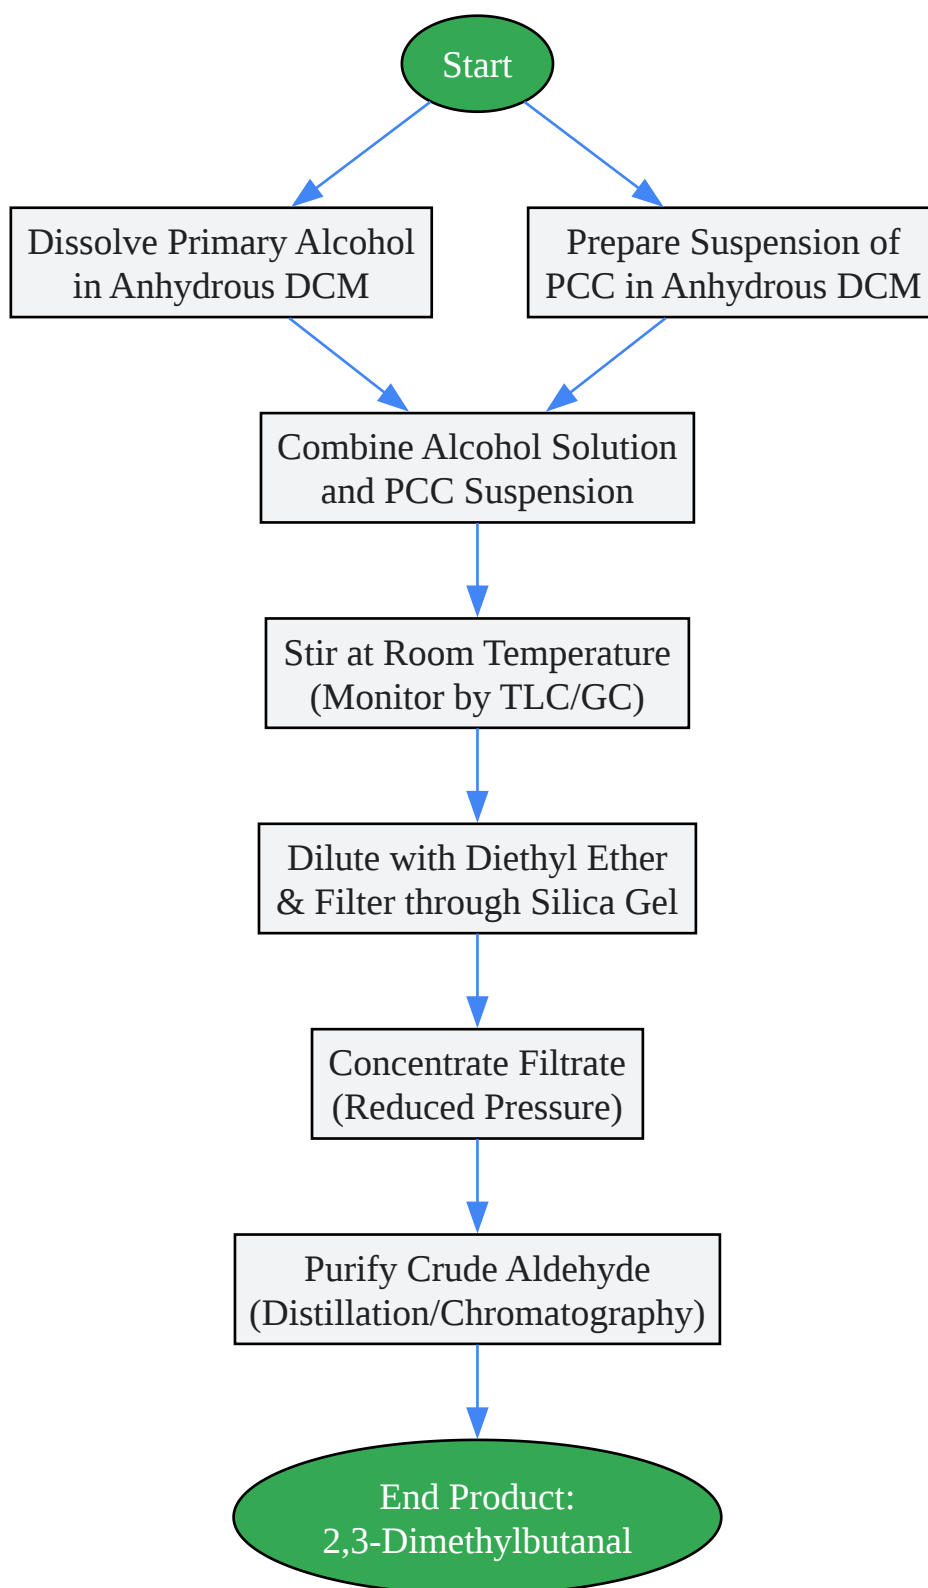 Start
Dissolve Primary Alcohol
in Anhydrous DCM
Prepare Suspension of
PCC in Anhydrous DCM
Combine Alcohol Solution
and PCC Suspension
Stir at Room Temperature
(Monitor by TLC/GC)
Dilute with Diethyl Ether
& Filter through Silica Gel
Concentrate Filtrate
(Reduced Pressure)
Purify Crude Aldehyde
(Distillation/Chromatography)
End Product:
2,3-Dimethylbutanal